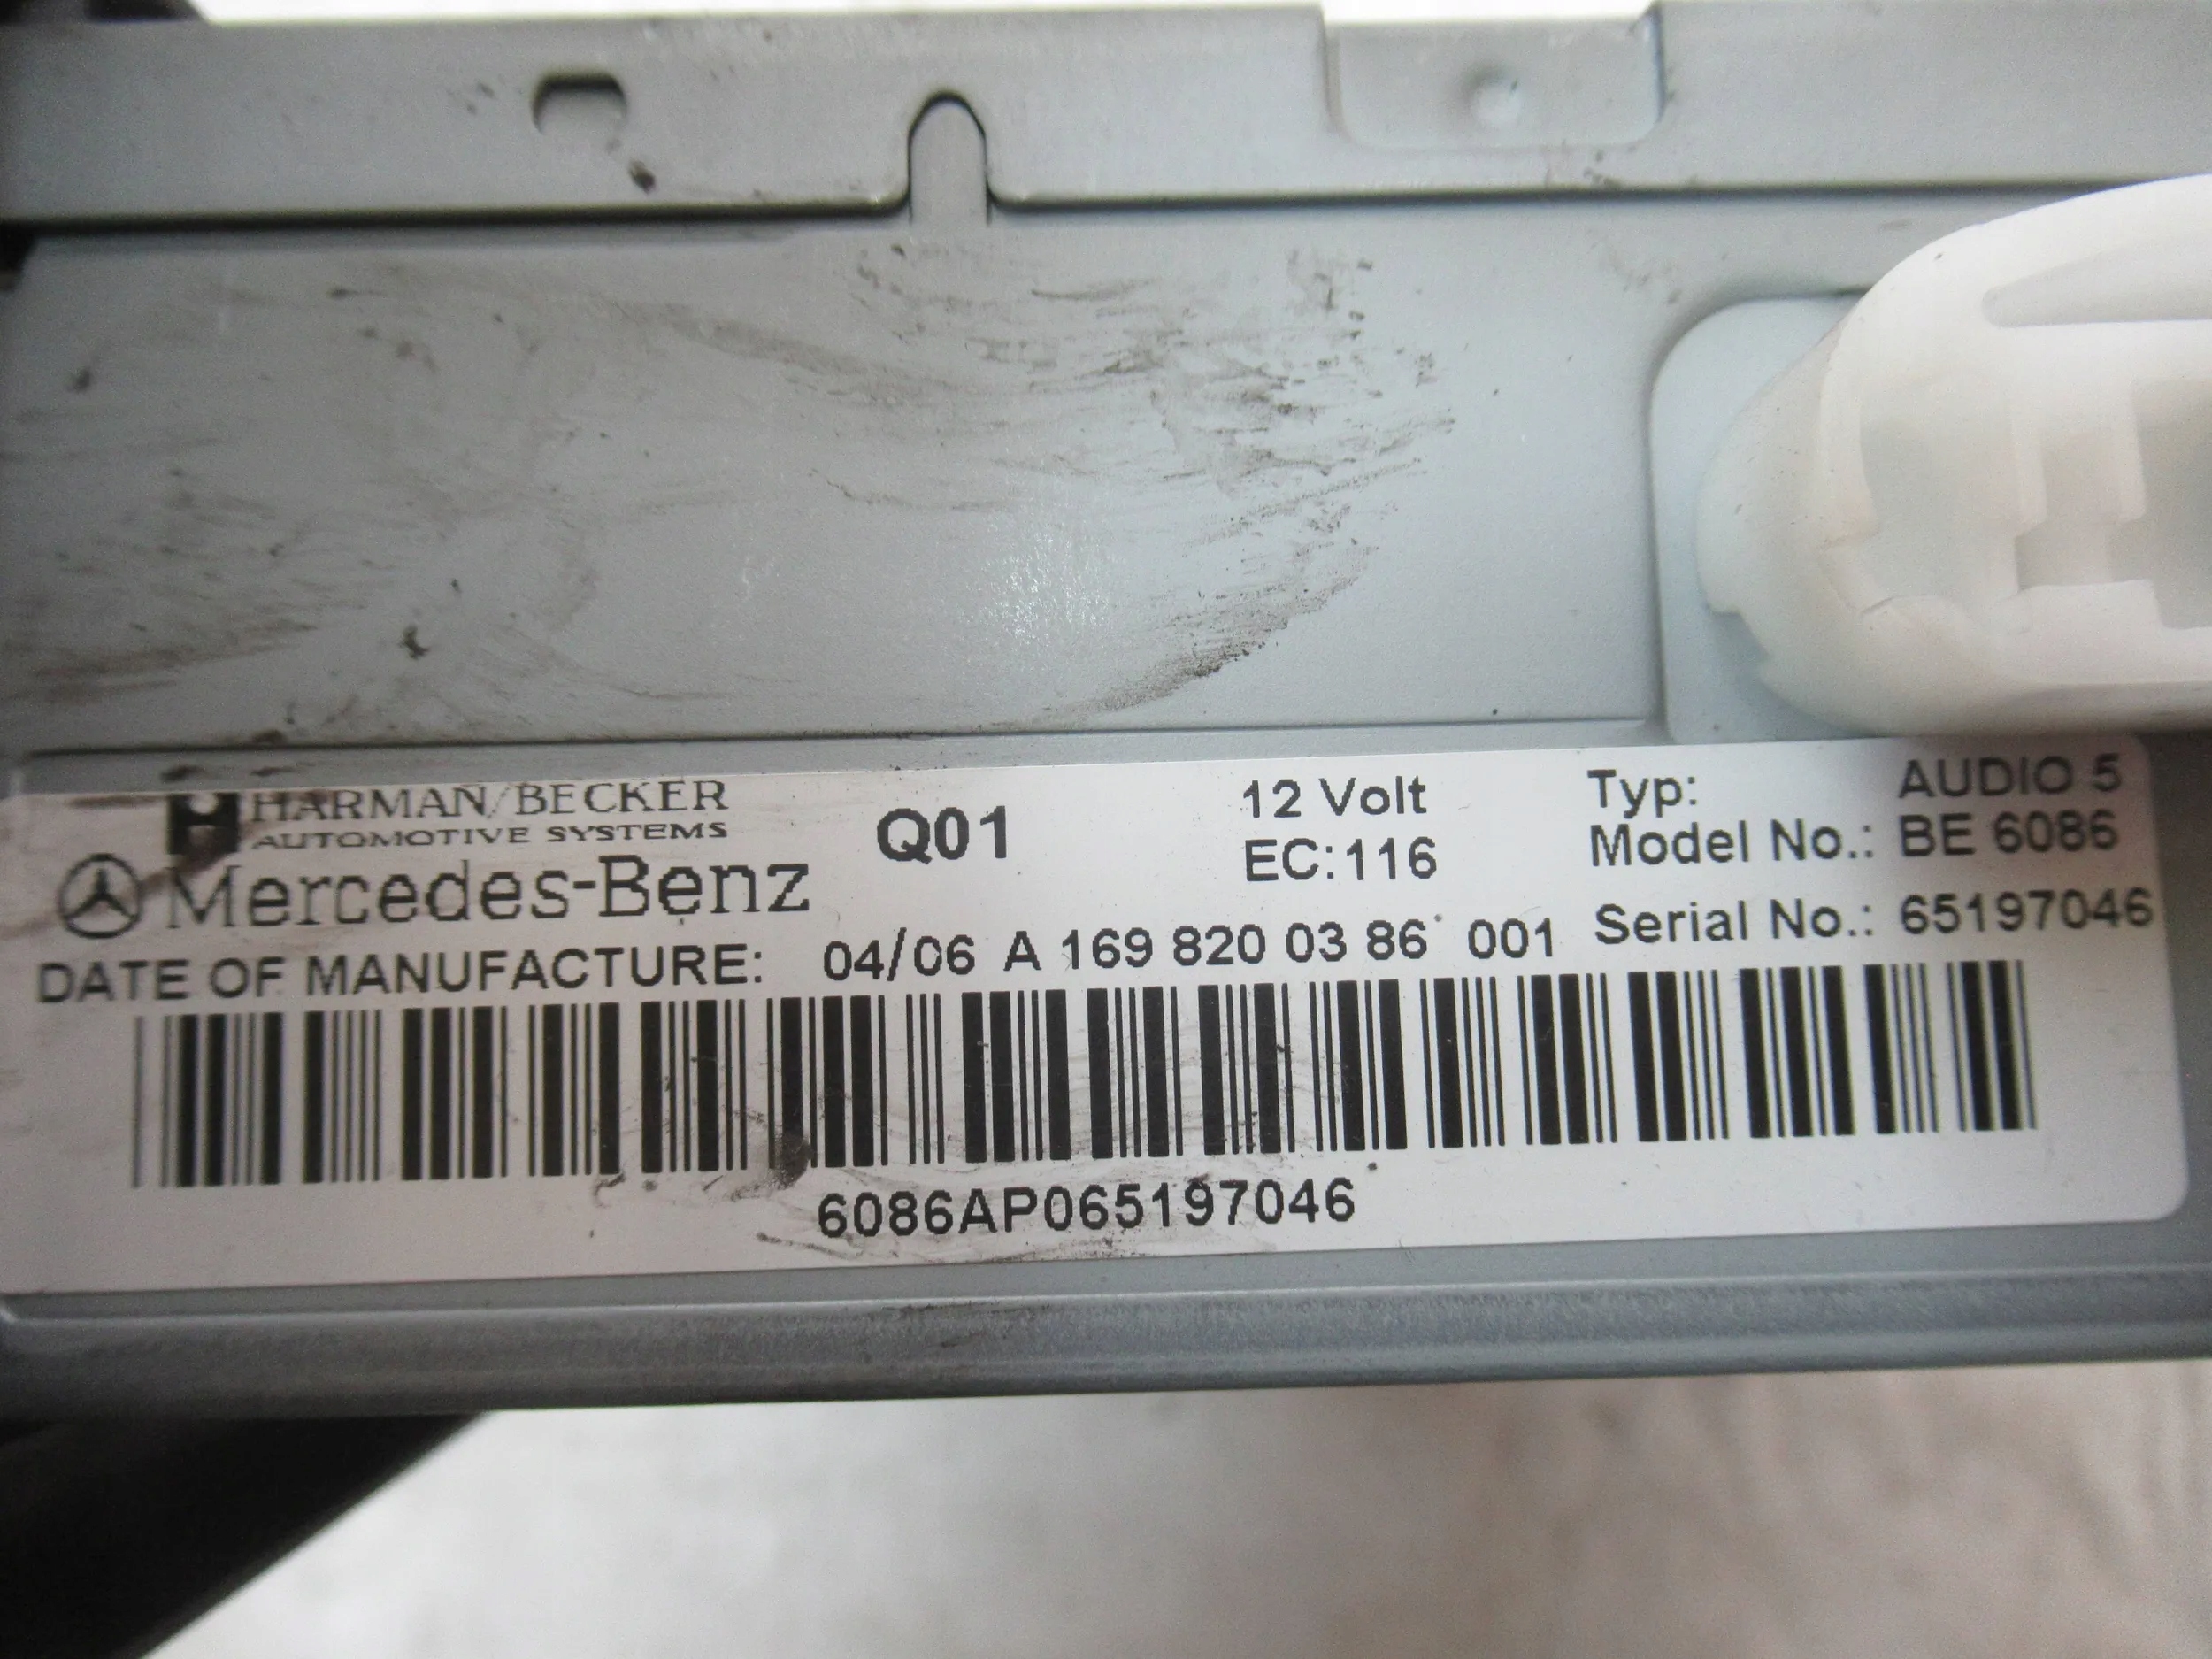 HARMAN/BECKER
AUTOMOTIVE SYSTEMS
Mercedes-Benz
Q01
12 Volt
EC:116
Typ: AUDIO 5
Model No.: BE 6086
Serial No.: 65197046
DATE OF MANUFACTURE: 04/06 A 169 820 03 86 001
6086AP065197046